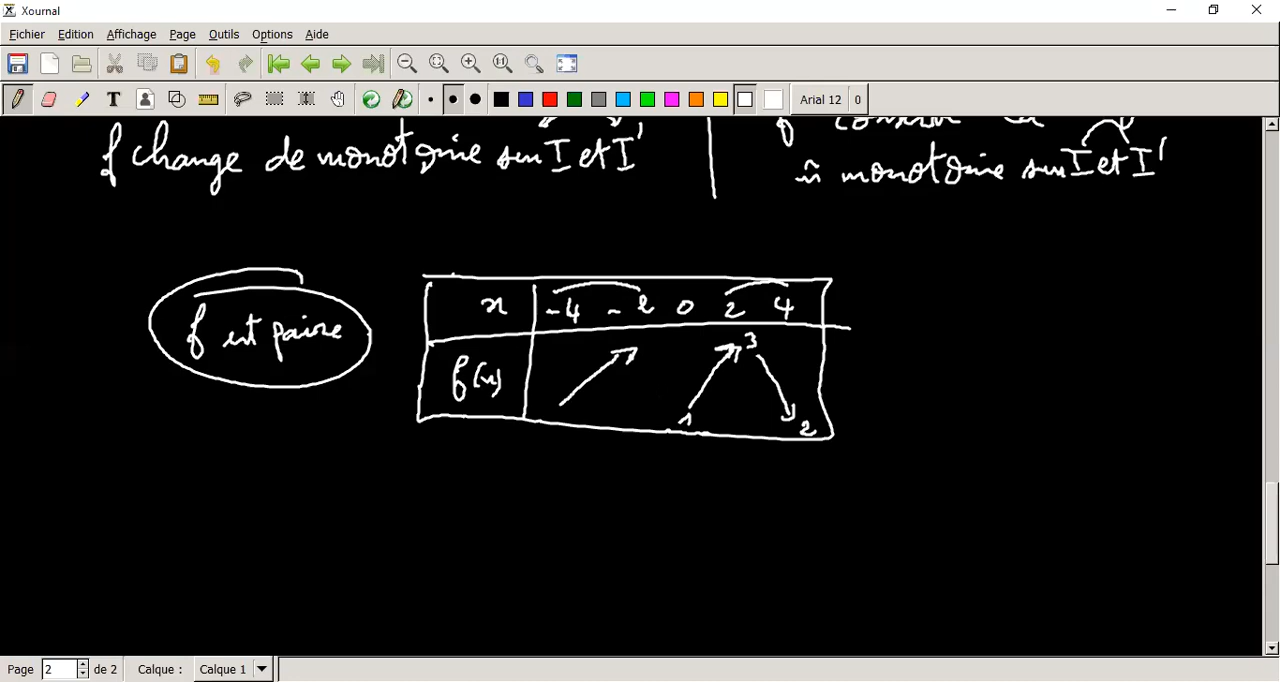 Xournal
Fichier Edition Affichage Page Outils Options Aide
T Arial 12 0
f change de monotonie sur I et I'
m̃ monotonie sur I et I'
f est paire
x -4 -2 0 2 4
f(x) 1 3 2
Page 2 de 2 Calque : Calque 1